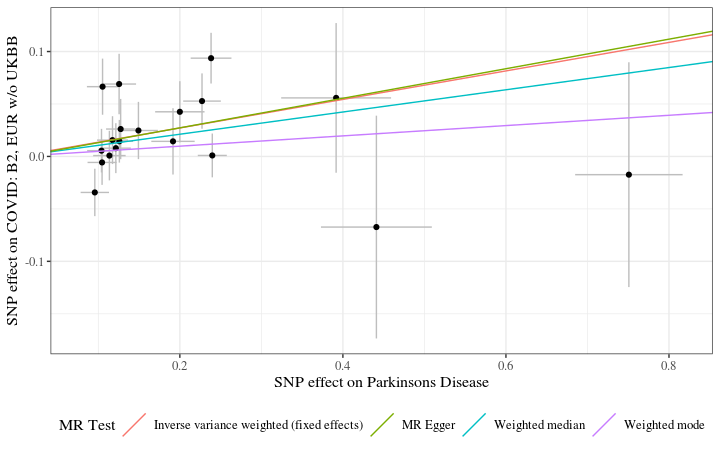 SNP effect on COVID: B2, EUR w/o UKBB
0.1
0.0
-0.1
0.2 0.4 0.6 0.8
SNP effect on Parkinsons Disease
MR Test Inverse variance weighted (fixed effects) MR Egger Weighted median Weighted mode